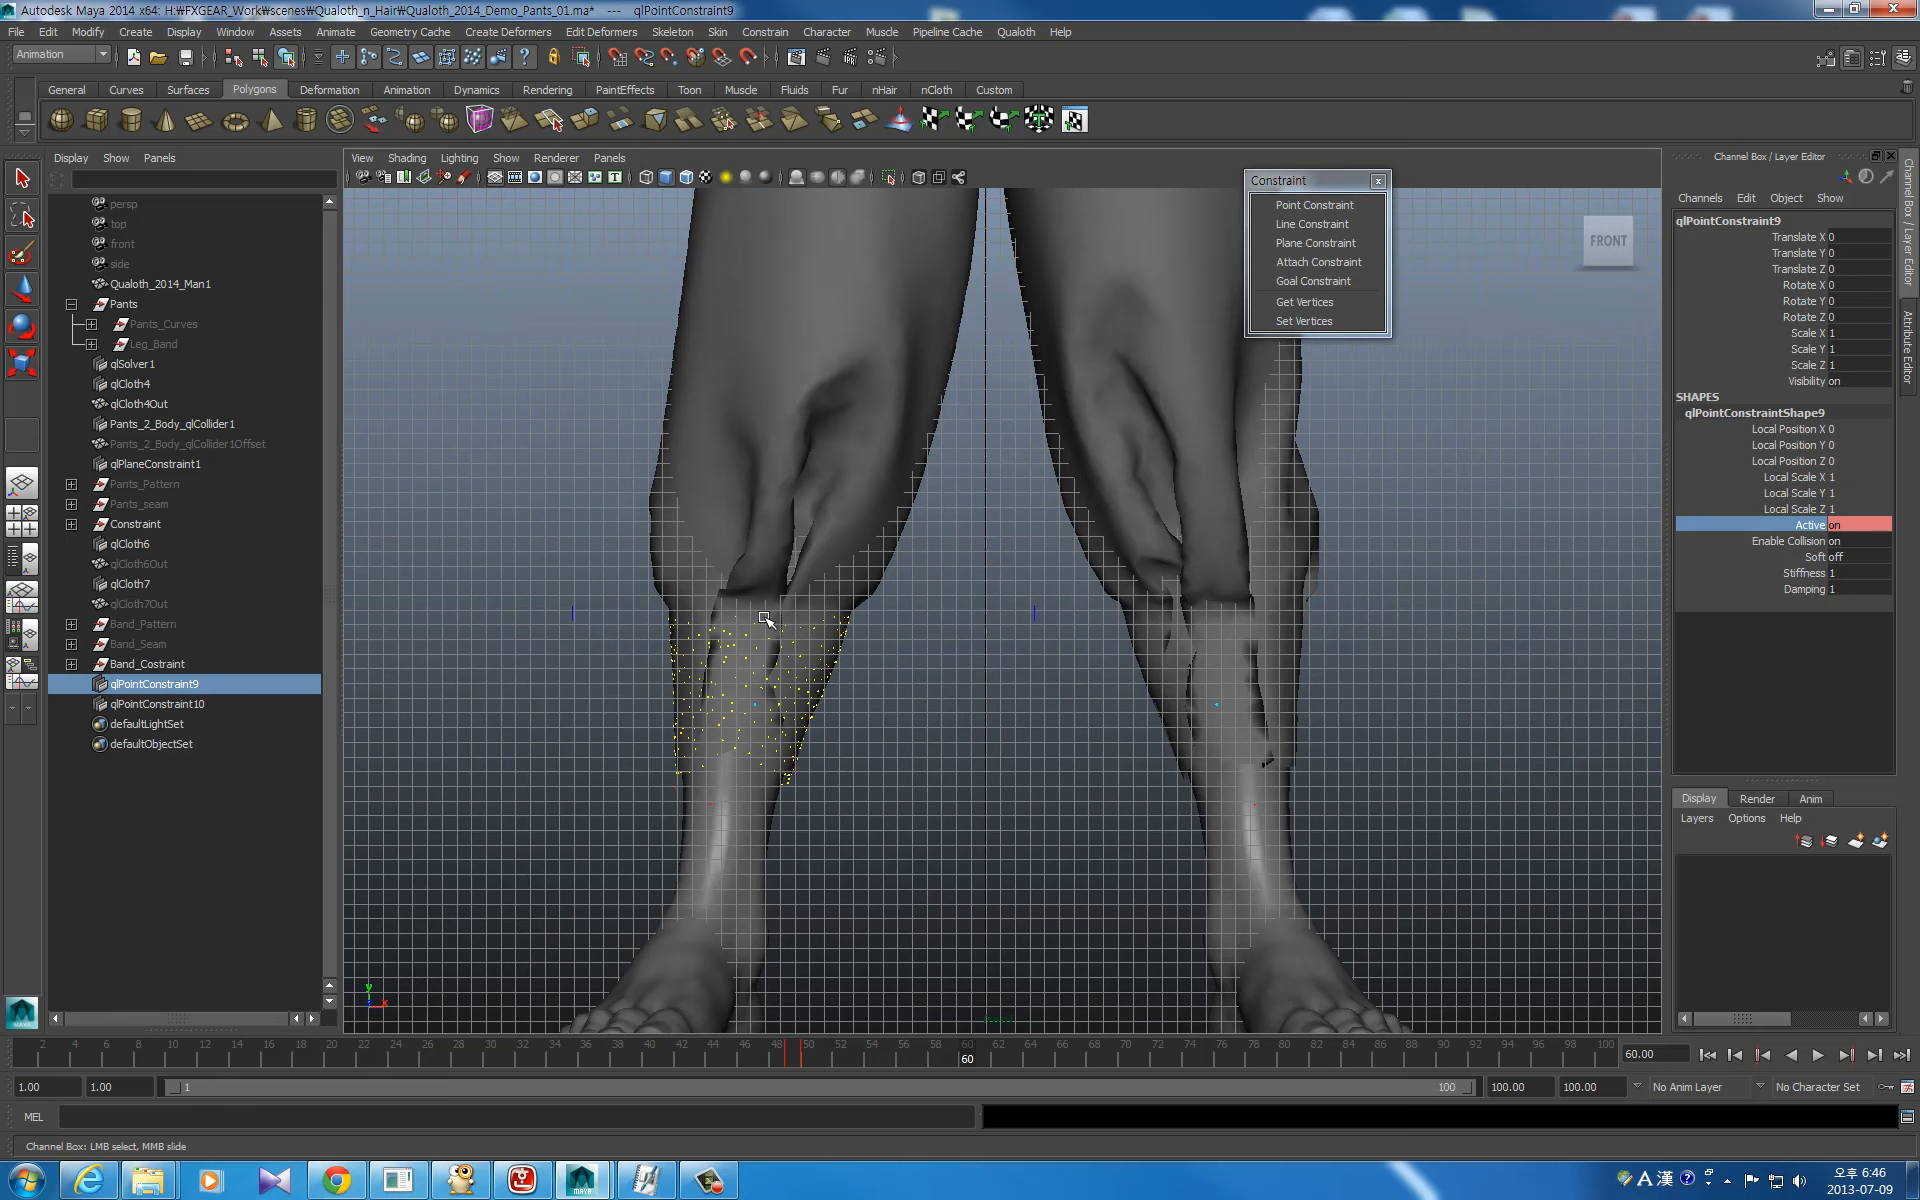 Autodesk Maya 2014 x64: H:₩FXGEAR_Work₩scenes₩Qualoth_n_Hair₩Qualoth_2014_Demo_Pants_01.ma* --- qlPointConstraint9
File Edit Modify Create Display Window Assets Animate Geometry Cache Create Deformers Edit Deformers Skeleton Skin Constrain Character Muscle Pipeline Cache Qualoth Help
Animation
General Curves Surfaces Polygons Deformation Animation Dynamics Rendering PaintEffects Toon Muscle Fluids Fur nHair nCloth Custom
Display Show Panels
View Shading Lighting Show Renderer Panels
persp
top
front
side
Qualoth_2014_Man1
Pants
Pants_Curves
Leg_Band
qlSolver1
qlCloth4
qlCloth4Out
Pants_2_Body_qlCollider1
Pants_2_Body_qlCollider1Offset
qlPlaneConstraint1
Pants_Pattern
Pants_seam
Constraint
qlCloth6
qlCloth6Out
qlCloth7
qlCloth7Out
Band_Pattern
Band_Seam
Band_Costraint
qlPointConstraint9
qlPointConstraint10
defaultLightSet
defaultObjectSet
Constraint
Point Constraint
Line Constraint
Plane Constraint
Attach Constraint
Goal Constraint
Get Vertices
Set Vertices
FRONT
y
x
Channel Box / Layer Editor
Channels Edit Object Show
qlPointConstraint9
Translate X 0
Translate Y 0
Translate Z 0
Rotate X 0
Rotate Y 0
Rotate Z 0
Scale X 1
Scale Y 1
Scale Z 1
Visibility on
SHAPES
qlPointConstraintShape9
Local Position X 0
Local Position Y 0
Local Position Z 0
Local Scale X 1
Local Scale Y 1
Local Scale Z 1
Active on
Enable Collision on
Soft off
Stiffness 1
Damping 1
Channel Box / Layer Editor
Attribute Editor
Display Render Anim
Layers Options Help
2 4 6 8 10 12 14 16 18 20 22 24 26 28 30 32 34 36 38 40 42 44 46 48 50 52 54 56 58 60 62 64 66 68 70 72 74 76 78 80 82 84 86 88 90 92 94 96 98 100
60
60.00
1.00 1.00 1 100 100.00 100.00 No Anim Layer No Character Set
MEL
Channel Box: LMB select, MMB slide
A 漢
오후 6:46
2013-07-09